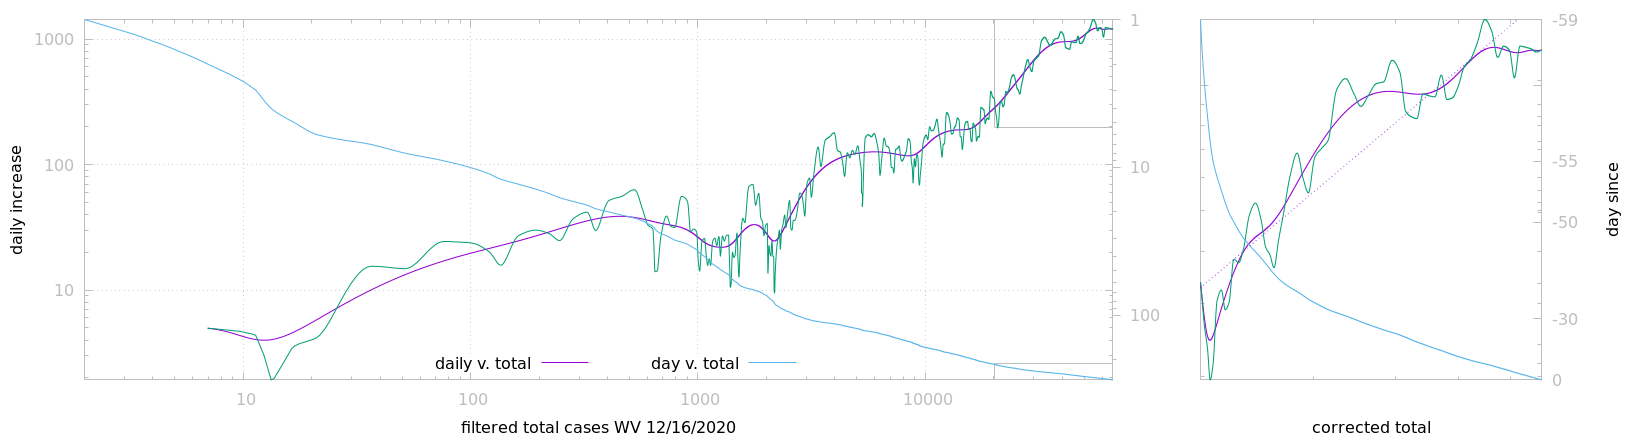 1000
100
10
daily increase
10
100
1000
10000
filtered total cases WV 12/16/2020
daily v. total
day v. total
1
10
100
-59
-55
-50
-30
0
day since
corrected total